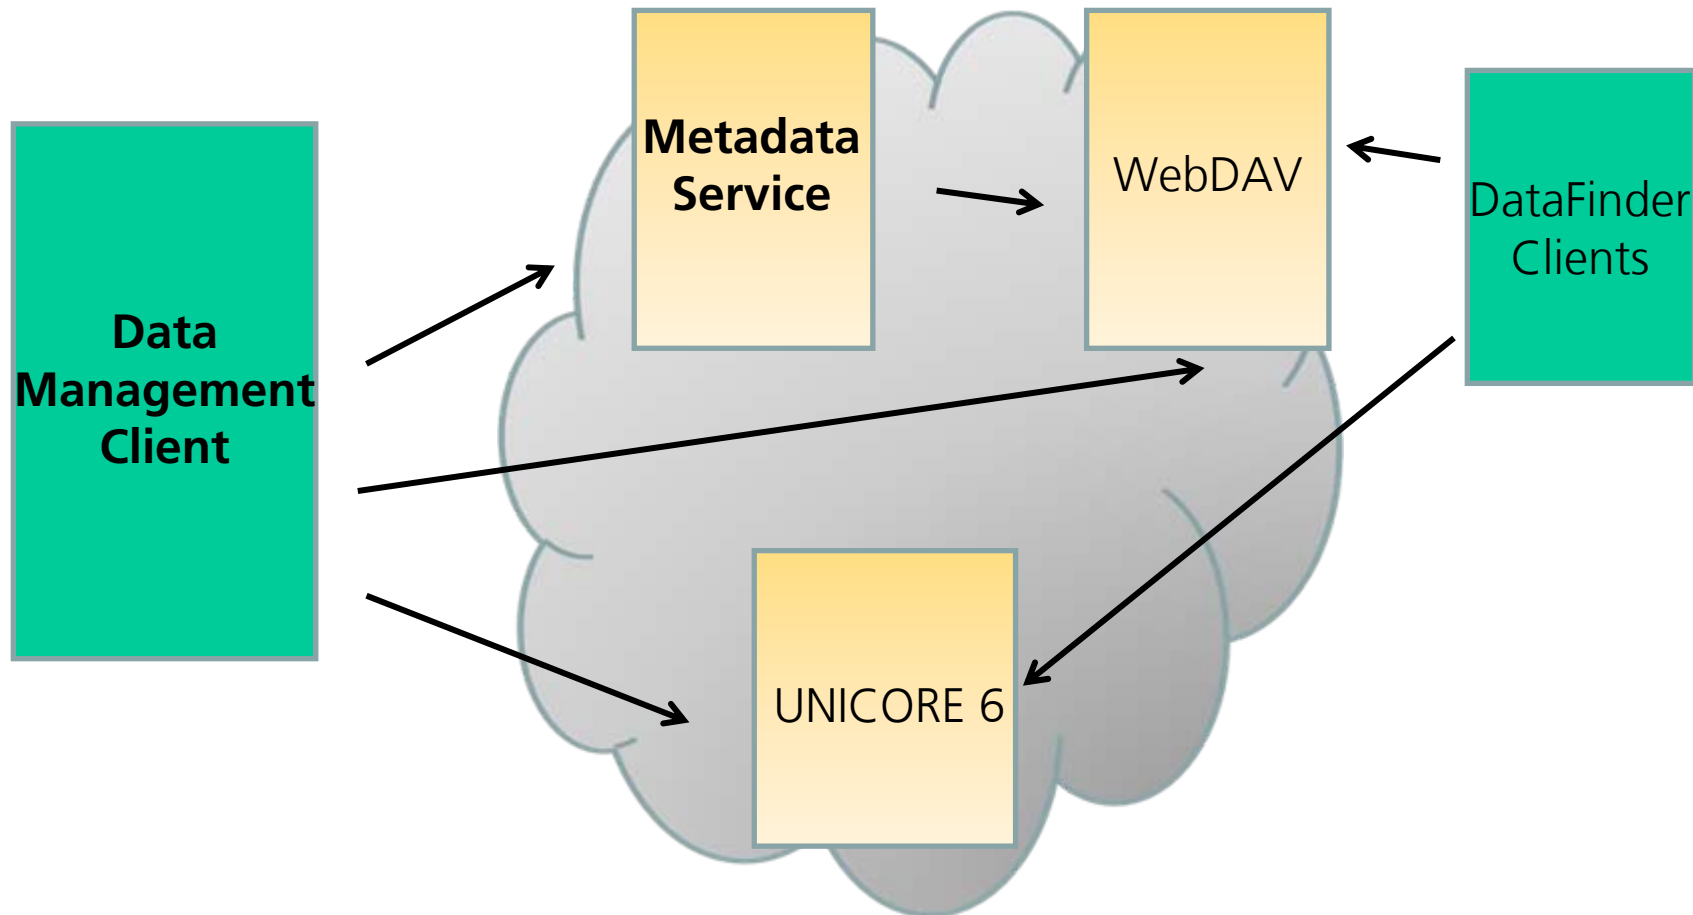 Metadata
Service
WebDAV
DataFinder
Clients
Data
Management
Client
UNICORE 6